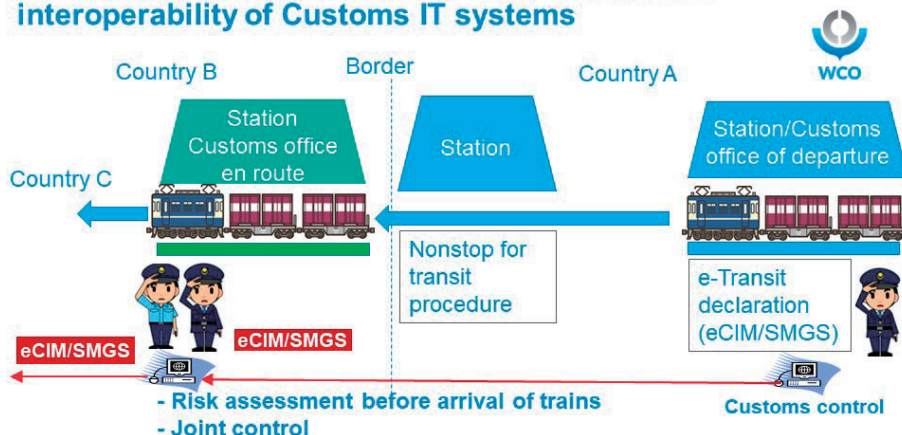 interoperability of Customs IT systems
WCO
Country B
Border
Country A
Station
Customs office
en route
Station
Station/Customs
office of departure
Country C
Nonstop for
transit
procedure
e-Transit
declaration
(eCIM/SMGS)
eCIM/SMGS
eCIM/SMGS
- Risk assessment before arrival of trains
- Joint control
Customs control